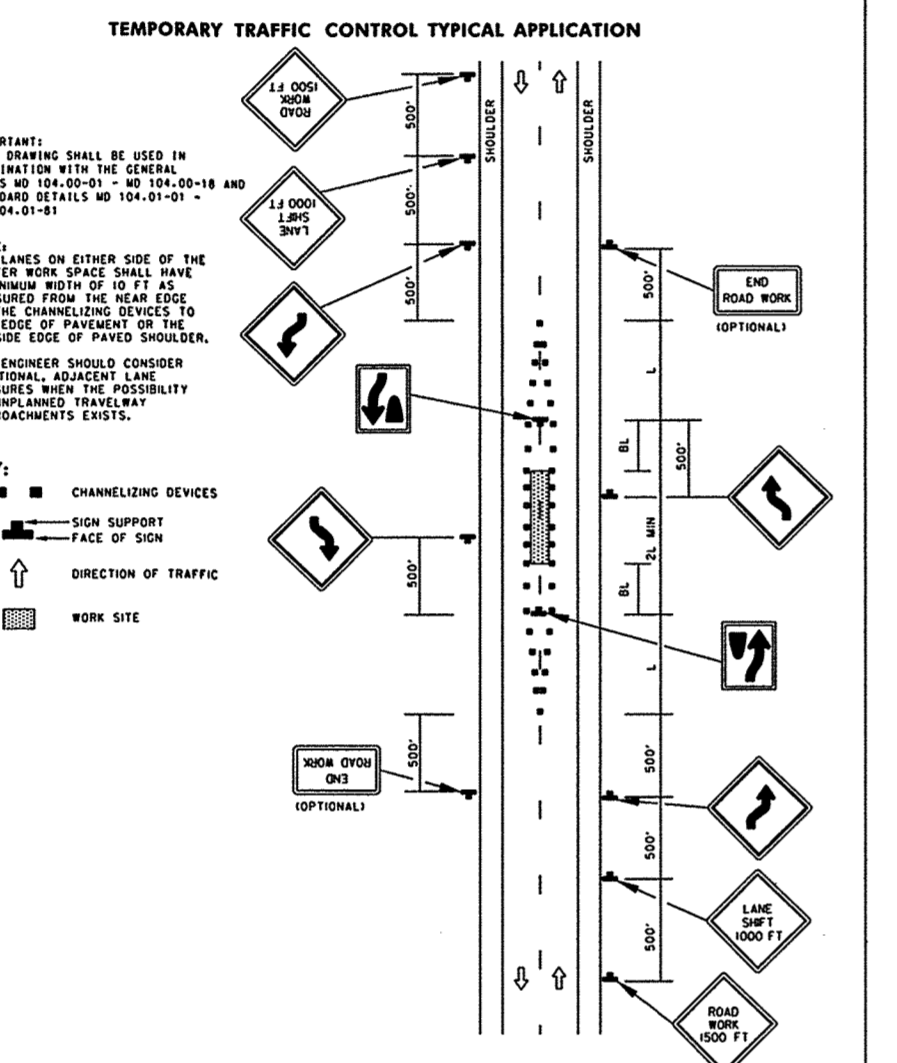 TEMPORARY TRAFFIC CONTROL TYPICAL APPLICATION
RTANT:
DRAWING SHALL BE USED IN
INATION WITH THE GENERAL
S MD 104.00-01 - MD 104.00-18 AND
DARD DETAILS MD 104.01-01 -
04.01-81
:
LANES ON EITHER SIDE OF THE
ER WORK SPACE SHALL HAVE
NIMUM WIDTH OF 10 FT AS
SURED FROM THE NEAR EDGE
HE CHANNELIZING DEVICES TO
EDGE OF PAVEMENT OR THE
SIDE EDGE OF PAVED SHOULDER.
ENGINEER SHOULD CONSIDER
TIONAL, ADJACENT LANE
SURES WHEN THE POSSIBILITY
NPLANNED TRAVELWAY
OACHMENTS EXISTS.
:
CHANNELIZING DEVICES
SIGN SUPPORT
FACE OF SIGN
DIRECTION OF TRAFFIC
WORK SITE
ROAD
WORK
1500 FT
LANE
SHIFT
1000 FT
500'
500'
500'
500'
END
ROAD WORK
(OPTIONAL)
500'
SHOULDER
SHOULDER
END
ROAD WORK
(OPTIONAL)
500'
L
8L
500'
2L MIN
8L
L
500'
500'
500'
LANE
SHIFT
1000 FT
ROAD
WORK
1500 FT